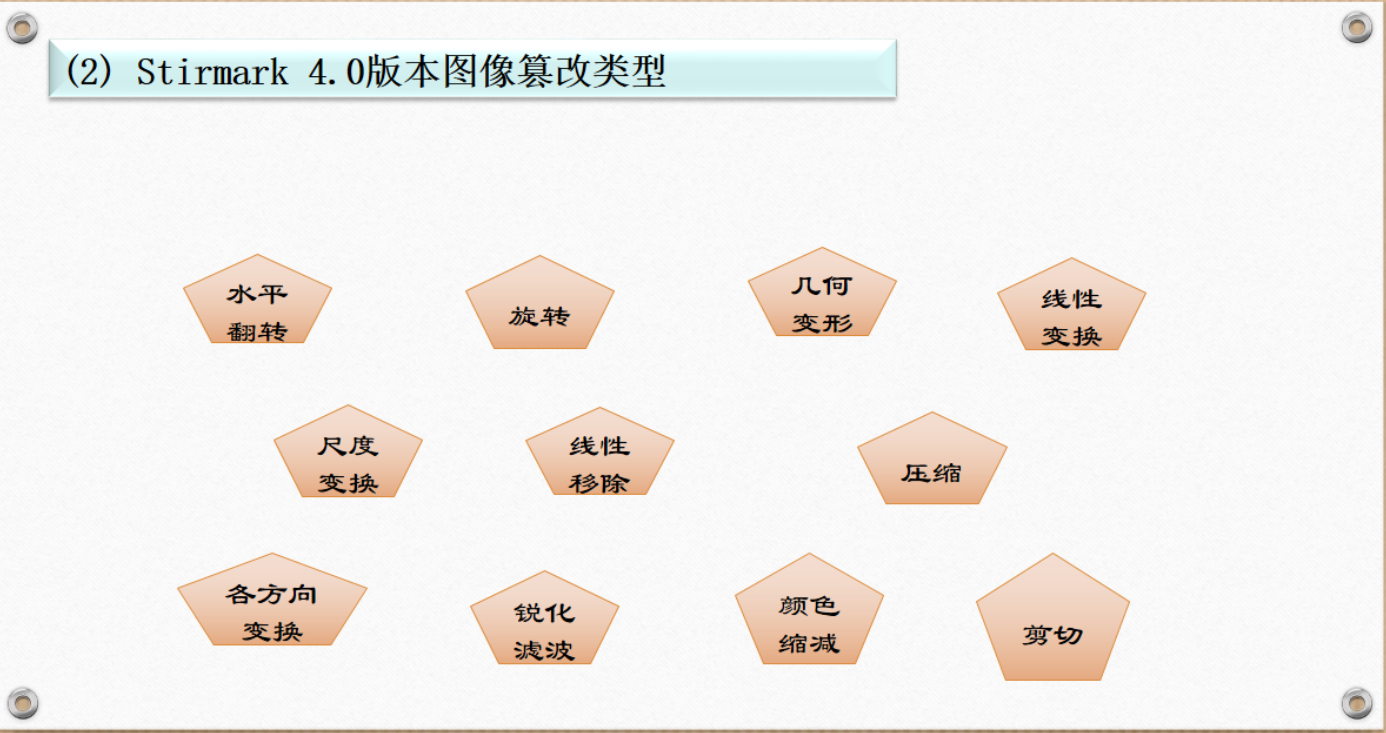 (2) Stirmark 4.0版本图像篡改类型
水平
翻转
旋转
几何
变形
线性
变换
尺度
变换
线性
移除
压缩
各方向
变换
锐化
滤波
颜色
缩减
剪切